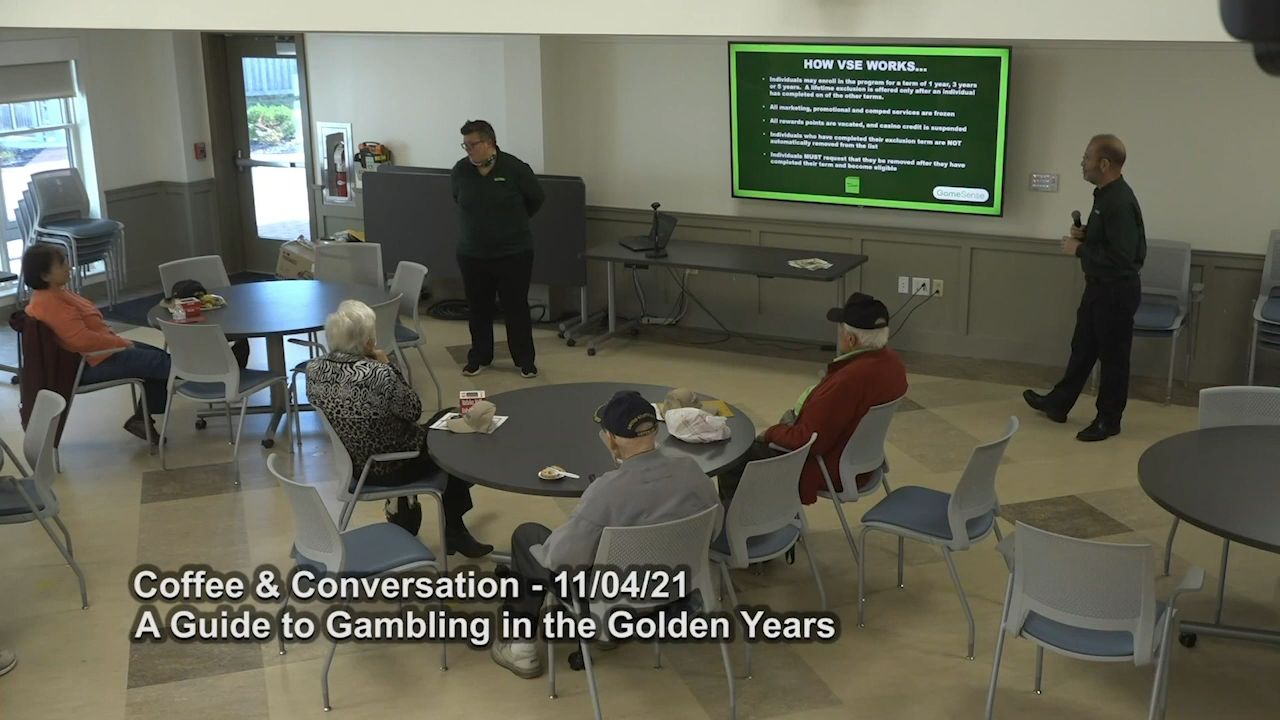 HOW VSE WORKS...
• Individuals may enroll in the program for a term of 1 year, 3 years
or 5 years. A lifetime exclusion is offered only after an individual
has completed on of the other terms.
• All marketing, promotional and comped services are frozen
• All rewards points are vacated, and casino credit is suspended
• Individuals who have completed their exclusion term are NOT
automatically removed from the list
• Individuals MUST request that they be removed after they have
completed their term and become eligible
GameSense
Coffee & Conversation - 11/04/21
A Guide to Gambling in the Golden Years